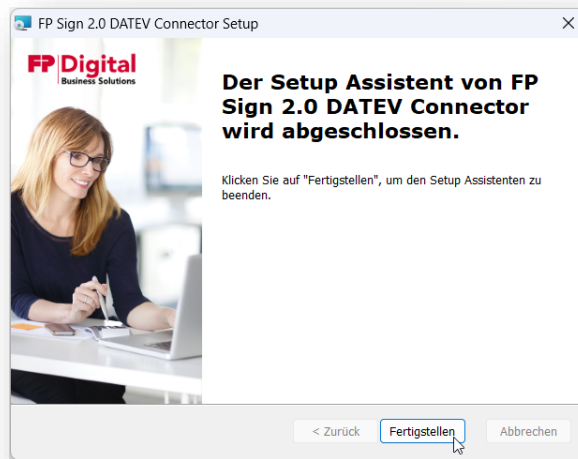 FP Sign 2.0 DATEV Connector Setup
FP Digital
Business Solutions
Der Setup Assistent von FP
Sign 2.0 DATEV Connector
wird abgeschlossen.
Klicken Sie auf "Fertigstellen", um den Setup Assistenten zu
beenden.
< Zurück
Fertigstellen
Abbrechen